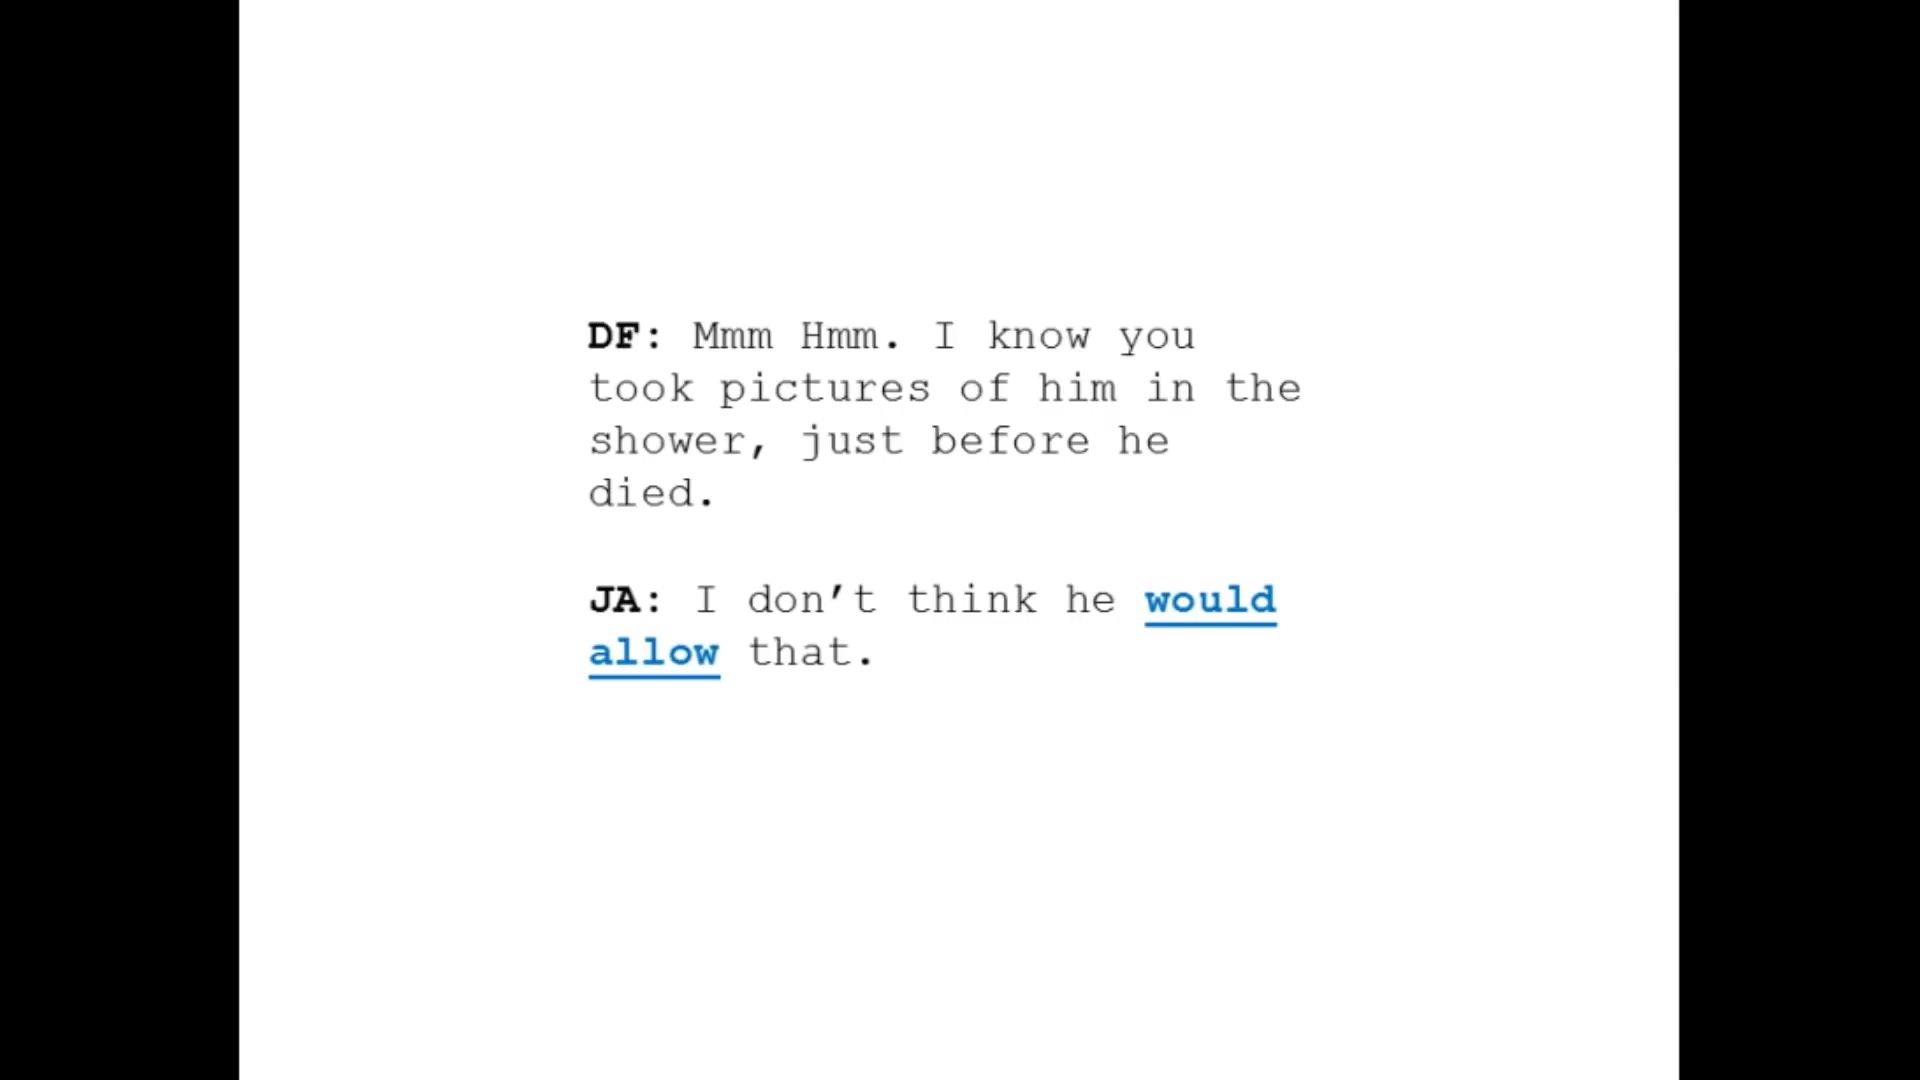 DF: Mmm Hmm. I know you
took pictures of him in the
shower, just before he
died.
JA: I don’t think he would
allow that.